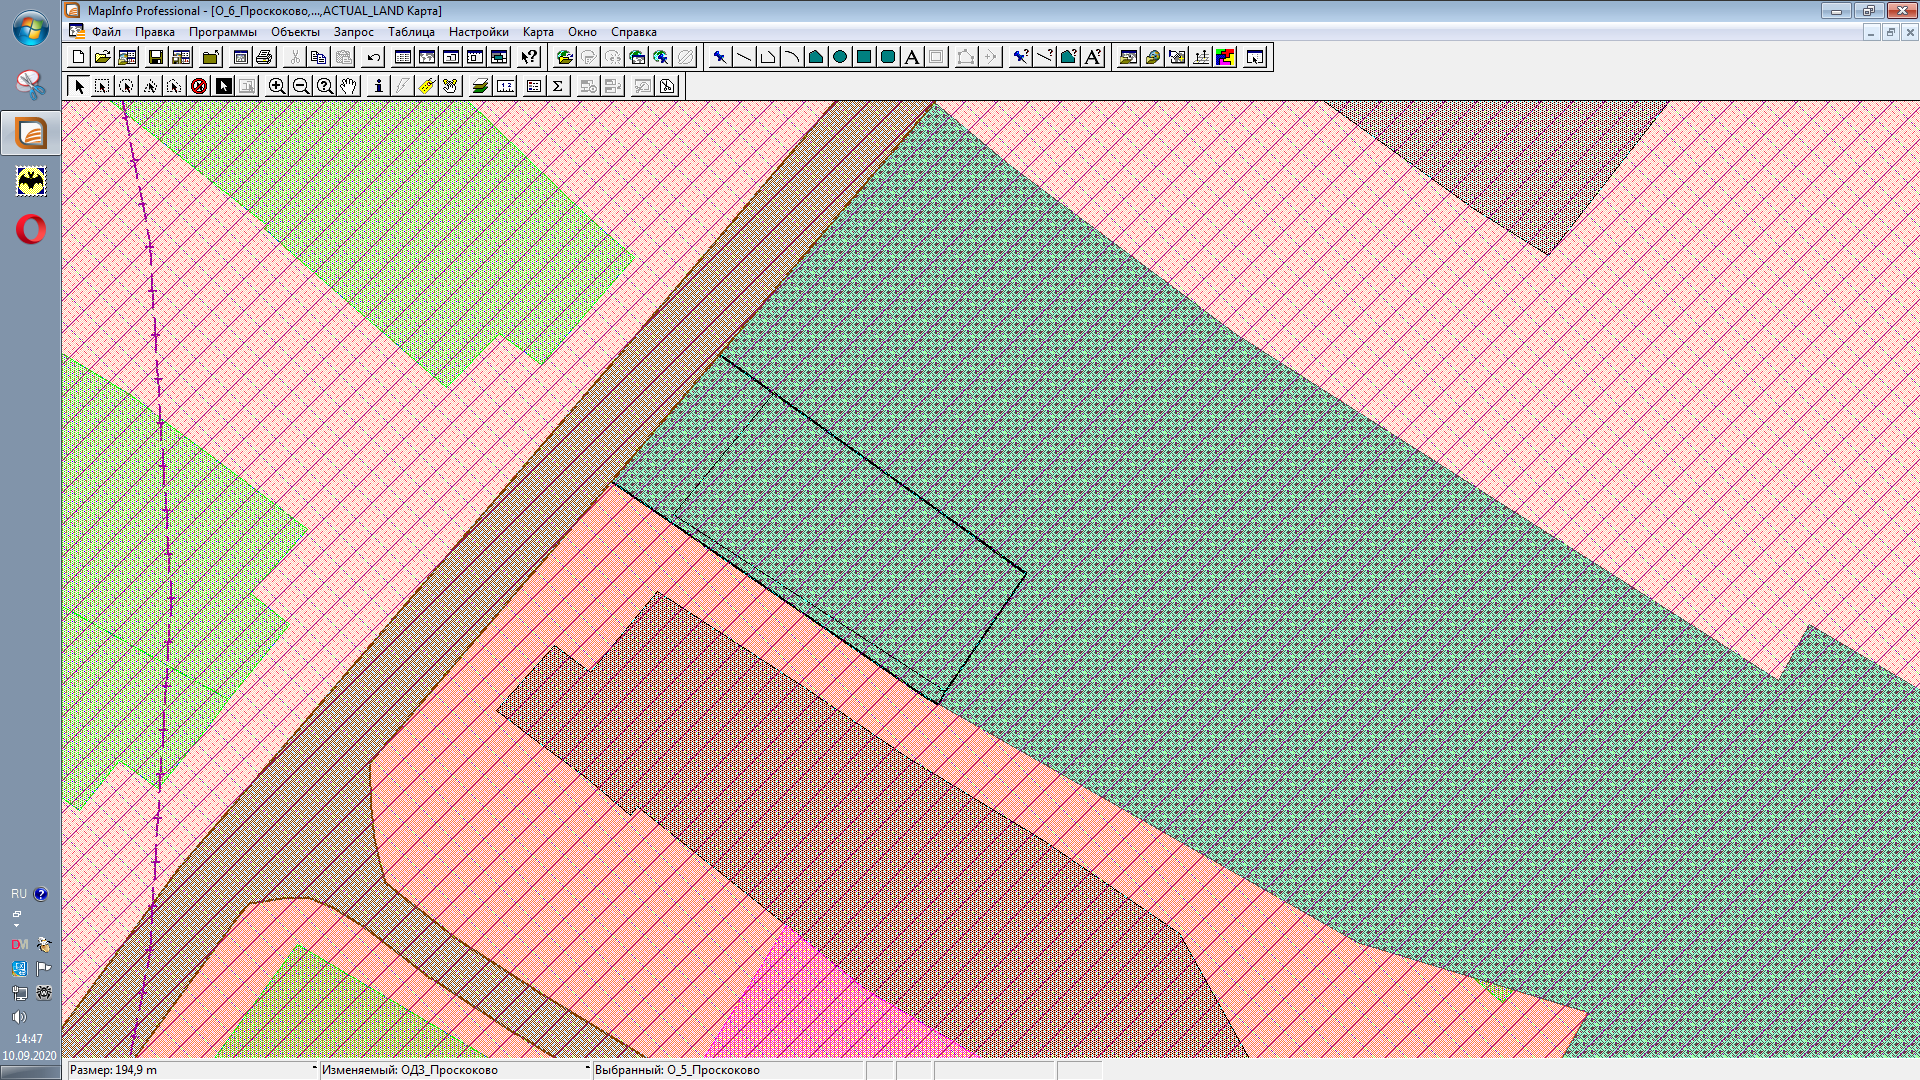 MapInfo Professional - [О_6_Проскоково,...,ACTUAL_LAND Карта]
Файл Правка Программы Объекты Запрос Таблица Настройки Карта Окно Справка
RU
14:47
10.09.2020
Размер: 194,9 m
Изменяемый: ОДЗ_Проскоково
Выбранный: О_5_Проскоково